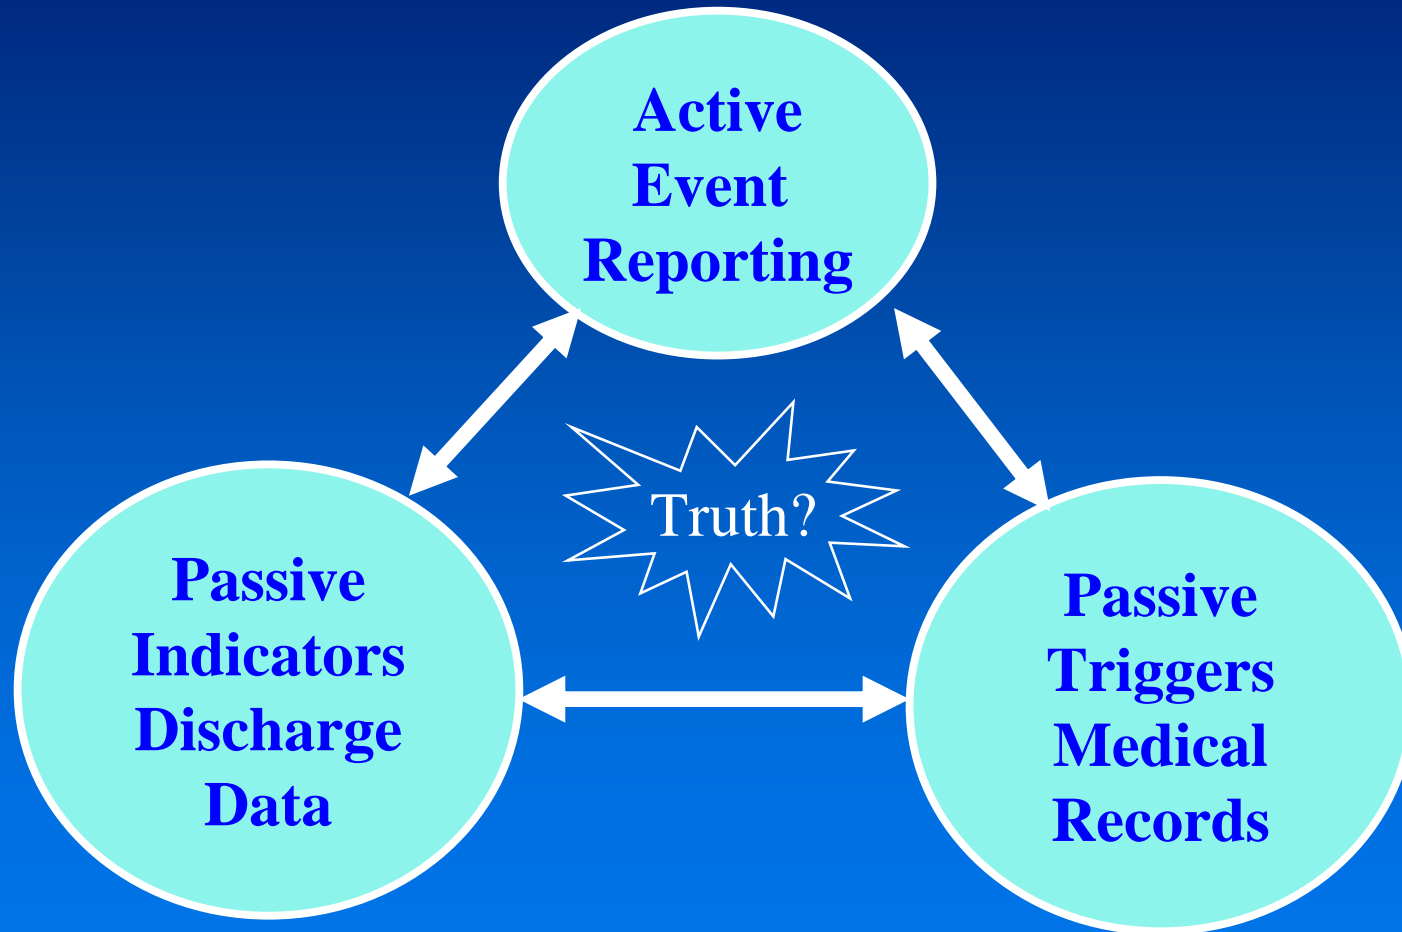 Active
Event
Reporting
Truth?
Passive
Indicators
Discharge
Data
Passive
Triggers
Medical
Records